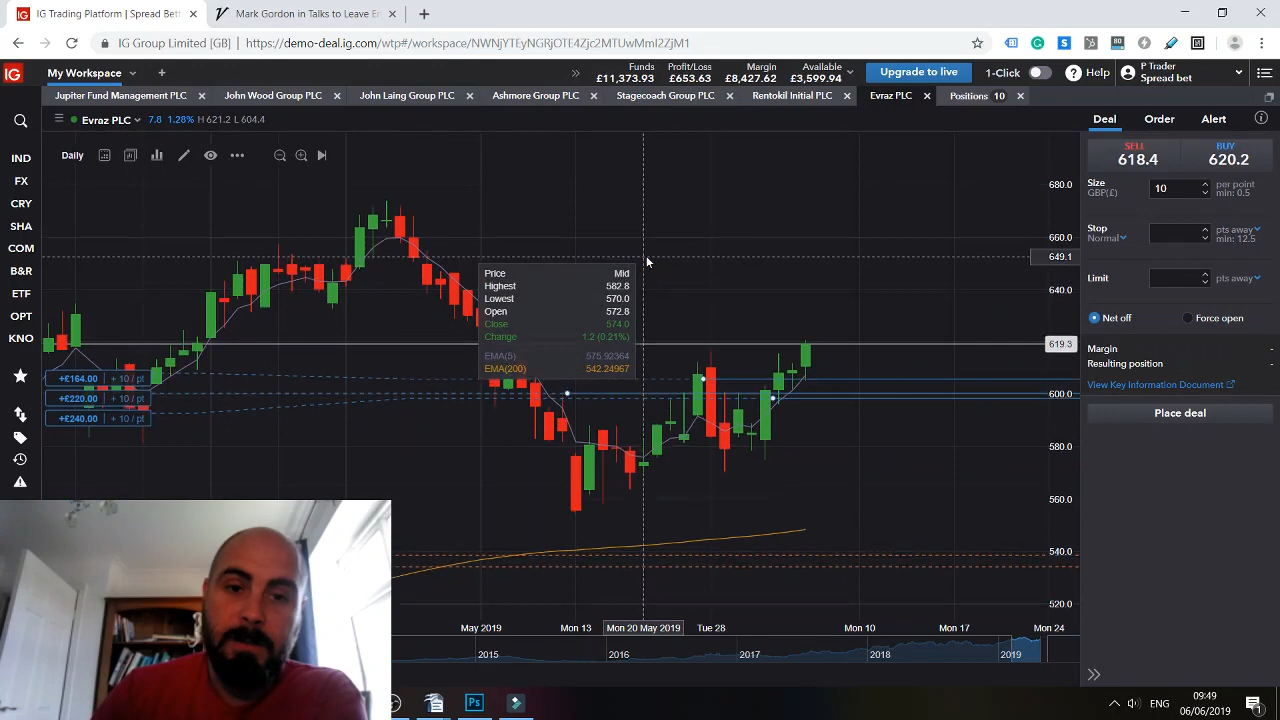 IG Trading Platform | Spread Bet
Mark Gordon in Talks to Leave En
IG Group Limited [GB] | https://demo.deal.ig.com/wtp#/workspace/NWNjYTEyNGRjOTE4Zjc2MTUwMmI2ZjM1
IG
My Workspace
Funds
£11,373.93
Profit/Loss
£653.63
Margin
£8,427.62
Available
£3,599.94
Upgrade to live
1-Click
Help
P Trader
Spread bet
Jupiter Fund Management PLC
John Wood Group PLC
John Laing Group PLC
Ashmore Group PLC
Stagecoach Group PLC
entokil Initial PLC
Evraz PLC
Positions 10
Evraz PLC 7.8 1.28% H 621.2 L 604.4
Daily
IND
FX
CRY
SHA
COM
B&R
ETF
OPT
KNO
Price Mid
Highest 582.8
Lowest 570.0
Open 572.8
Close 574.0
Change 1.2 (0.21%)
EMA(5) 575.92364
EMA(200) 542.24967
+£164.00 + 10 / pt
+£220.00 + 10 / pt
+£240.00 + 10 / pt
680.0
660.0
649.1
640.0
619.3
600.0
580.0
560.0
540.0
520.0
May 2019
Mon 13
Mon 20 May 2019
Tue 28
Mon 10
Mon 17
Mon 24
2015
2016
2017
2018
2019
Deal
Order
Alert
SELL
618.4
BUY
620.2
Size
GBP(£)
10
per point
min: 0.5
Stop
Normal
pts away
min: 12.5
Limit
pts away
Net off
Force open
Margin -
Resulting position -
View Key Information Document
Place deal
Ps
ENG
09:49
06/06/2019
1